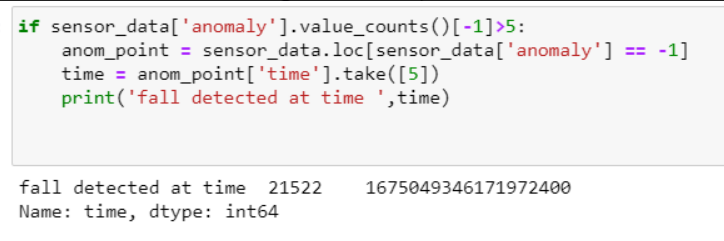 if sensor_data['anomaly'].value_counts()[-1]>5:
    anom_point = sensor_data.loc[sensor_data['anomaly'] == -1]
    time = anom_point['time'].take([5])
    print('fall detected at time ',time)
fall detected at time  21522    1675049346171972400
Name: time, dtype: int64